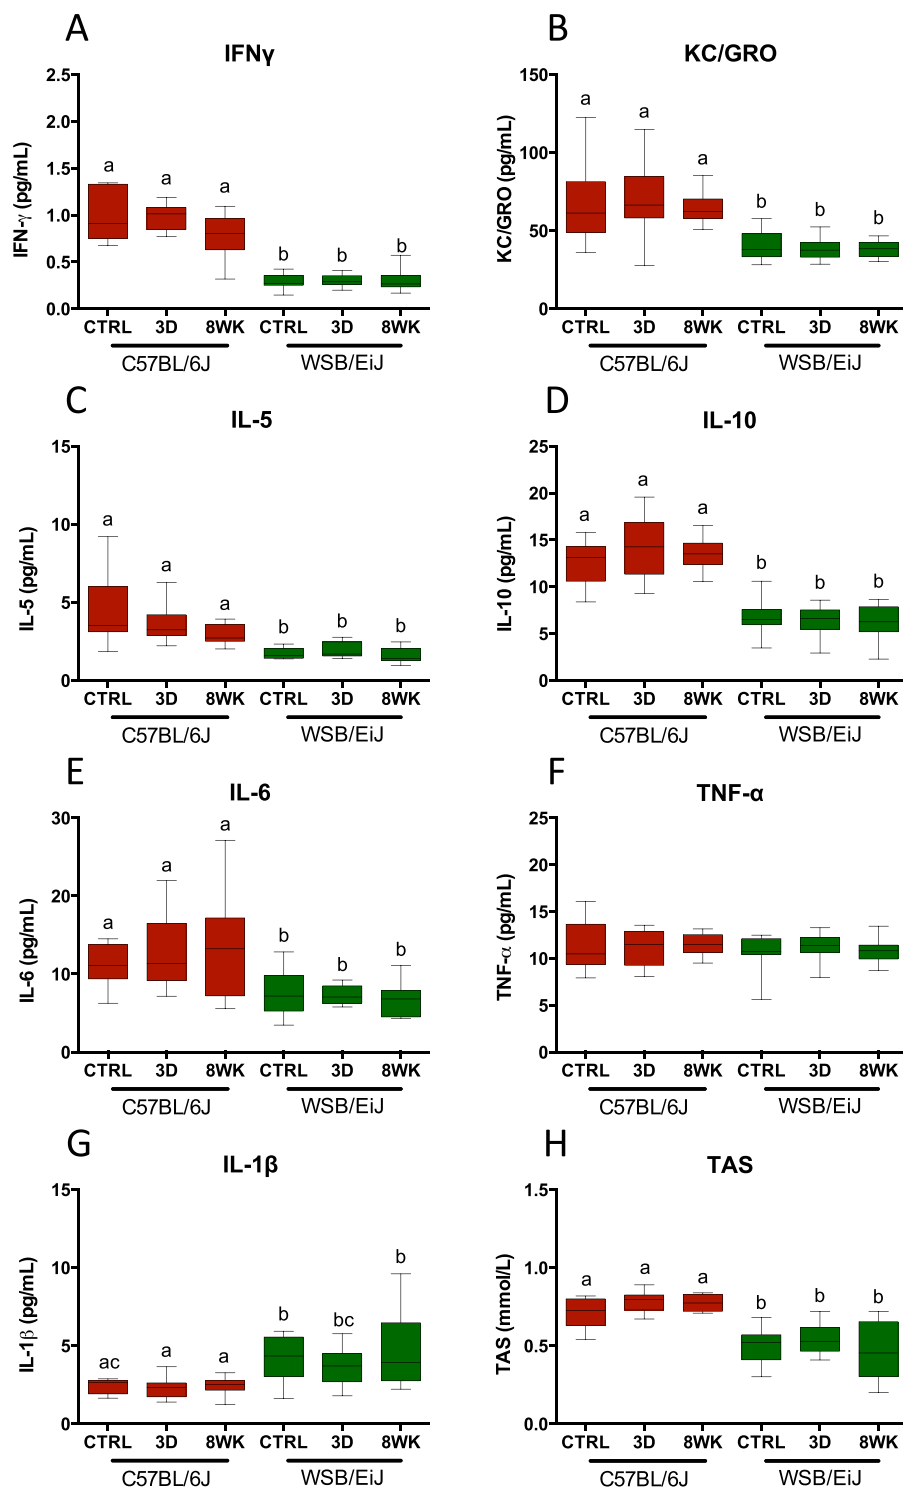 A
IFNγ
IFN-γ (pg/mL)
2.5
2.0
1.5
1.0
0.5
0.0
a a a b b b
CTRL 3D 8WK CTRL 3D 8WK
C57BL/6J WSB/EiJ
B
KC/GRO
KC/GRO (pg/mL)
150
100
50
0
a a a b b b
CTRL 3D 8WK CTRL 3D 8WK
C57BL/6J WSB/EiJ
C
IL-5
IL-5 (pg/mL)
15
10
5
0
a a a b b b
CTRL 3D 8WK CTRL 3D 8WK
C57BL/6J WSB/EiJ
D
IL-10
IL-10 (pg/mL)
25
20
15
10
5
0
a a a b b b
CTRL 3D 8WK CTRL 3D 8WK
C57BL/6J WSB/EiJ
E
IL-6
IL-6 (pg/mL)
30
20
10
0
a a a b b b
CTRL 3D 8WK CTRL 3D 8WK
C57BL/6J WSB/EiJ
F
TNF-α
TNF-α (pg/mL)
25
20
15
10
5
0
CTRL 3D 8WK CTRL 3D 8WK
C57BL/6J WSB/EiJ
G
IL-1β
IL-1β (pg/mL)
15
10
5
0
ac a a b bc b
CTRL 3D 8WK CTRL 3D 8WK
C57BL/6J WSB/EiJ
H
TAS
TAS (mmol/L)
1.5
1.0
0.5
0.0
a a a b b b
CTRL 3D 8WK CTRL 3D 8WK
C57BL/6J WSB/EiJ